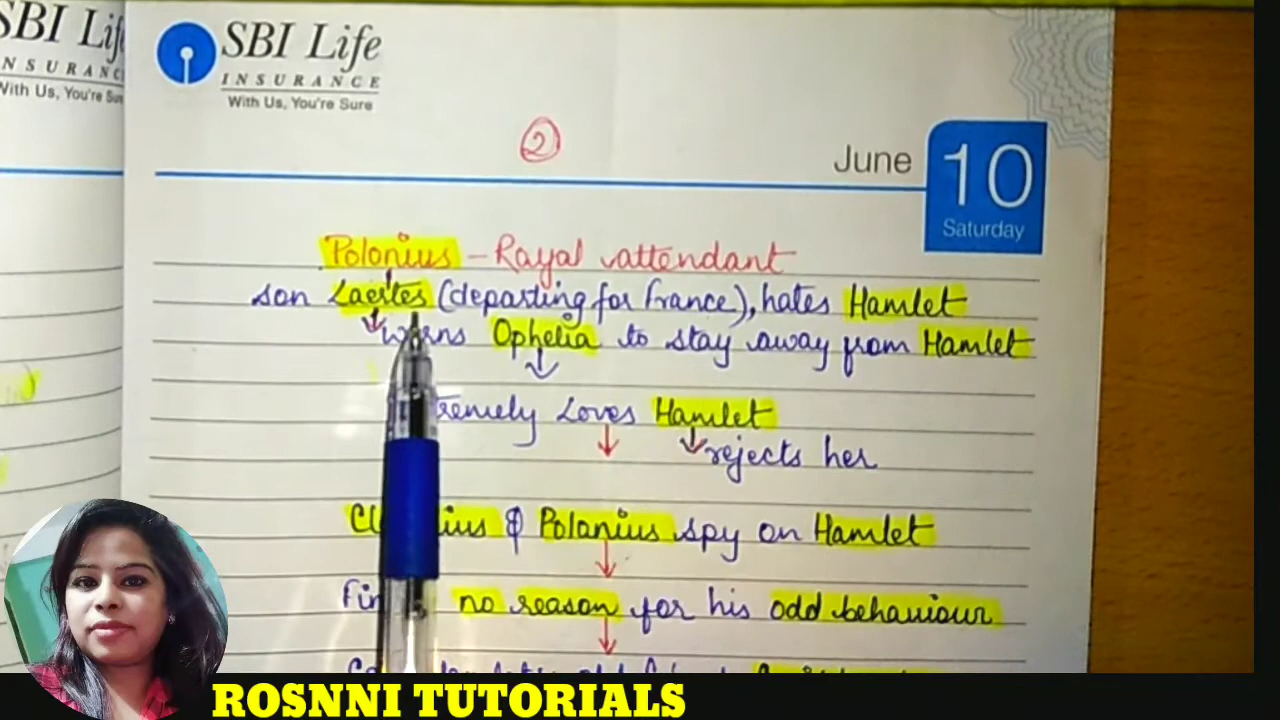 SBI Life
INSURANCE
With Us, You're Sure
SBI Life
INSURANCE
With Us, You're Sure
2
June
10
Saturday
Polonius - Rayal attendant
son Laertes (departing for france), hates Hamlet
Ophelia to stay away from Hamlet
Loves Hamlet
rejects her
& Polonius spy on Hamlet
no reason for his odd behaviour
ROSNNI TUTORIALS